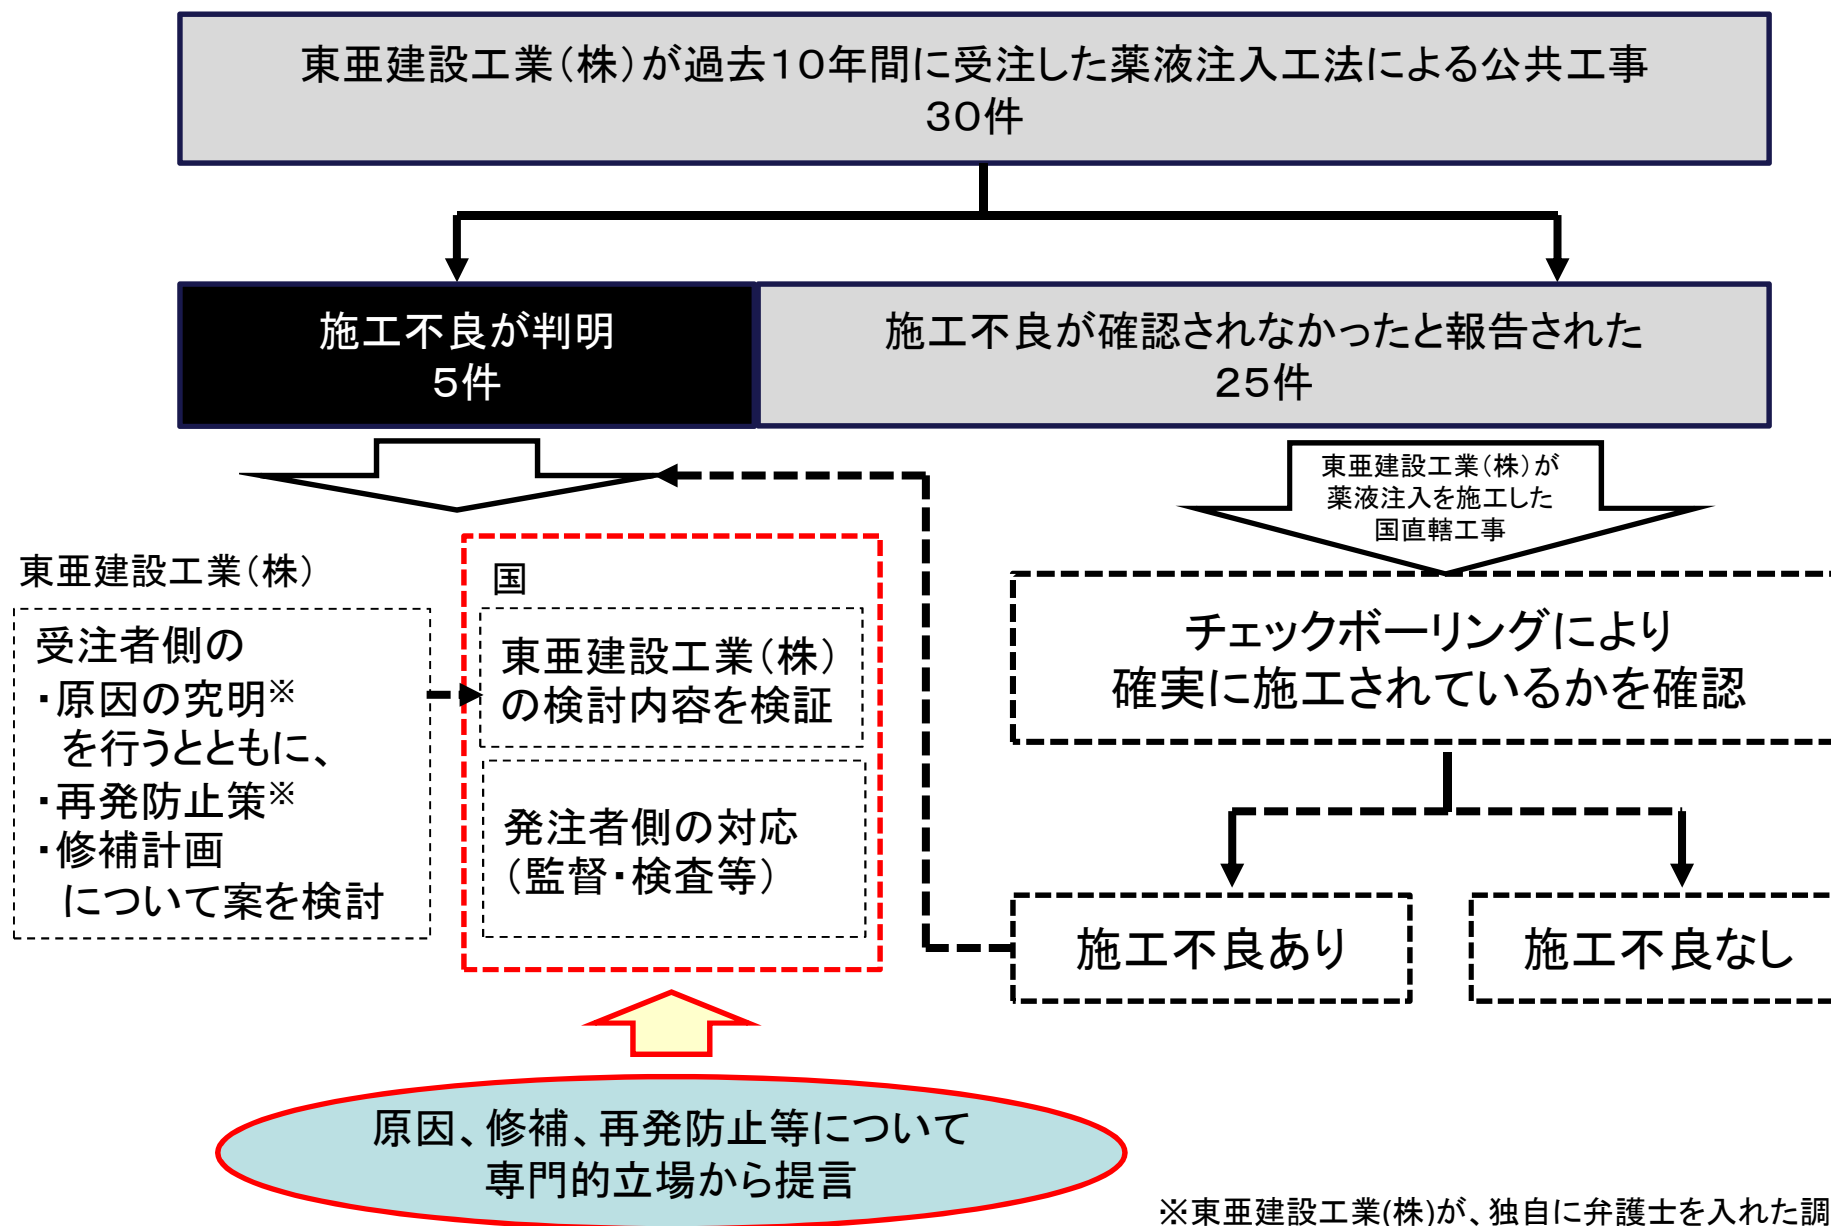 東亜建設工業(株)が過去10年間に受注した薬液注入工法による公共工事
30件
施工不良が判明
5件
施工不良が確認されなかったと報告された
25件
東亜建設工業(株)が
薬液注入を施工した
国直轄工事
東亜建設工業(株)
受注者側の
・原因の究明※
を行うとともに、
・再発防止策※
・修補計画
について案を検討
国
東亜建設工業(株)
の検討内容を検証
発注者側の対応
(監督・検査等)
チェックボーリングにより
確実に施工されているかを確認
施工不良あり
施工不良なし
原因、修補、再発防止等について
専門的立場から提言
※東亜建設工業(株)が、独自に弁護士を入れた調